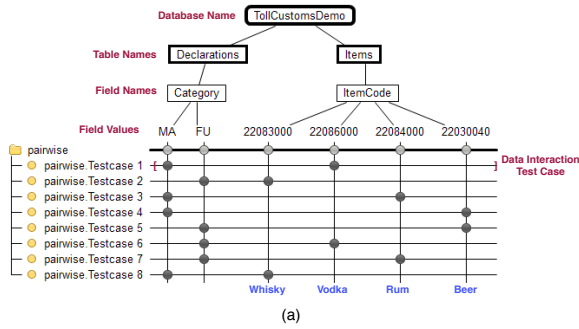 Database Name TollCustomsDemo
Table Names Declarations Items
Field Names Category ItemCode
Field Values MA FU 22083000 22086000 22084000 22030040
pairwise
pairwise.Testcase 1 [ ] Data Interaction
Test Case
pairwise.Testcase 2
pairwise.Testcase 3
pairwise.Testcase 4
pairwise.Testcase 5
pairwise.Testcase 6
pairwise.Testcase 7
pairwise.Testcase 8
Whisky Vodka Rum Beer
(a)